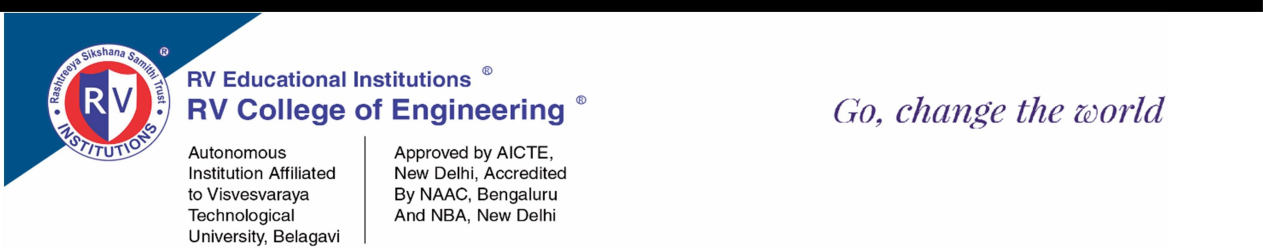 Rashtreeya Sikshana Samithi Trust ®
RV
INSTITUTIONS
RV Educational Institutions ®
RV College of Engineering ®
Go, change the world
Autonomous
Institution Affiliated
to Visvesvaraya
Technological
University, Belagavi
Approved by AICTE,
New Delhi, Accredited
By NAAC, Bengaluru
And NBA, New Delhi